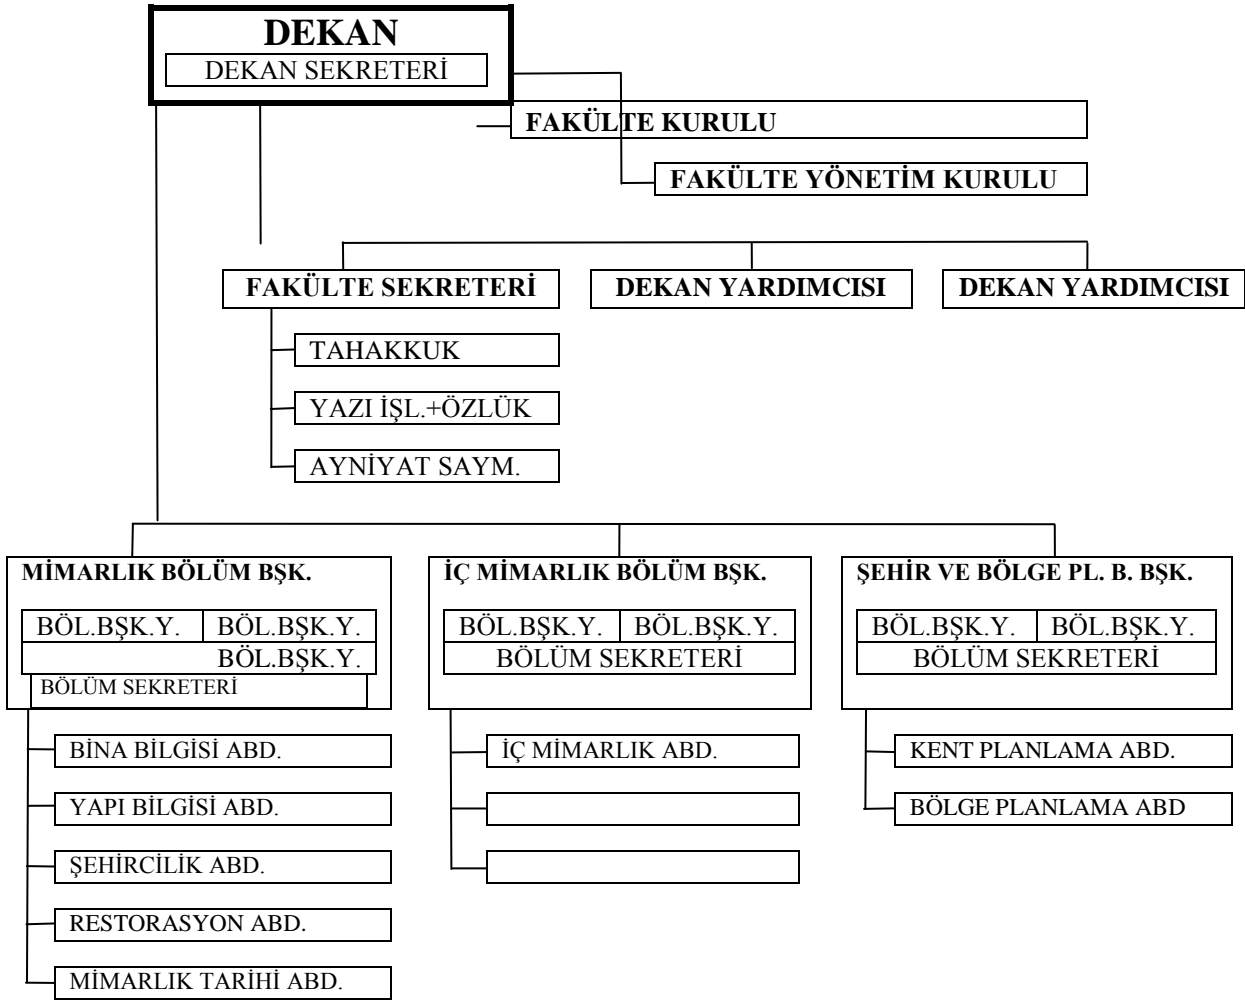 DEKAN
DEKAN SEKRETERİ
FAKÜLTE KURULU
FAKÜLTE YÖNETİM KURULU
FAKÜLTE SEKRETERİ
DEKAN YARDIMCISI
DEKAN YARDIMCISI
TAHAKKUK
YAZI İŞL.+ÖZLÜK
AYNİYAT SAYM.
MİMARLIK BÖLÜM BŞK.
BÖL.BŞK.Y. BÖL.BŞK.Y.
BÖL.BŞK.Y.
BÖLÜM SEKRETERİ
BİNA BİLGİSİ ABD.
YAPI BİLGİSİ ABD.
ŞEHİRCİLİK ABD.
RESTORASYON ABD.
MİMARLIK TARİHİ ABD.
İÇ MİMARLIK BÖLÜM BŞK.
BÖL.BŞK.Y. BÖL.BŞK.Y.
BÖLÜM SEKRETERİ
İÇ MİMARLIK ABD.
ŞEHİR VE BÖLGE PL. B. BŞK.
BÖL.BŞK.Y. BÖL.BŞK.Y.
BÖLÜM SEKRETERİ
KENT PLANLAMA ABD.
BÖLGE PLANLAMA ABD